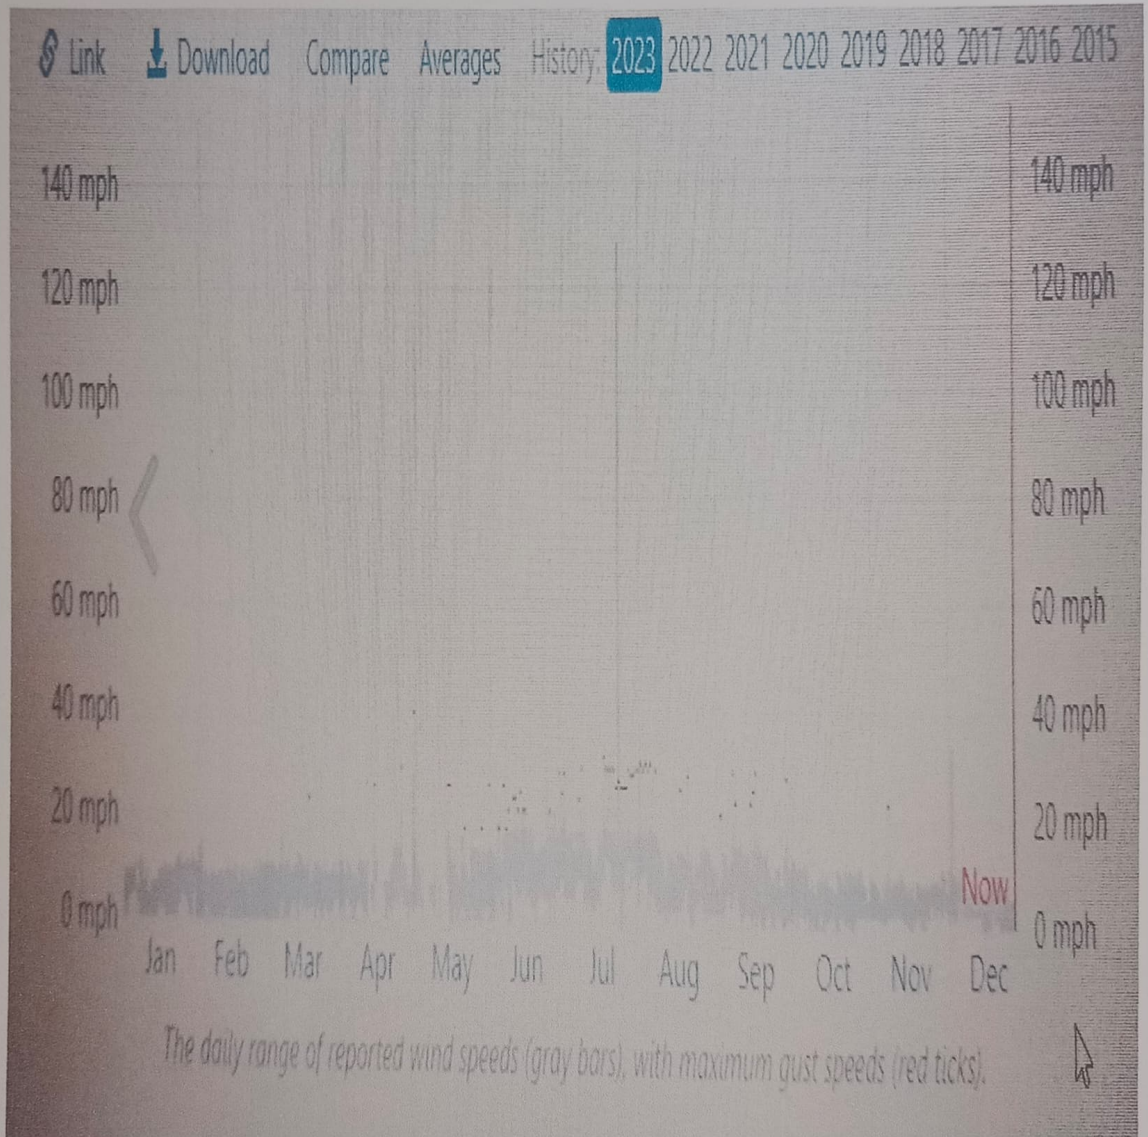 Link Download Compare Averages History: 2023 2022 2021 2020 2019 2018 2017 2016 2015
140 mph 140 mph
120 mph 120 mph
100 mph 100 mph
80 mph 80 mph
60 mph 60 mph
40 mph 40 mph
20 mph 20 mph
Now
0 mph 0 mph
Jan Feb Mar Apr May Jun Jul Aug Sep Oct Nov Dec
The daily range of reported wind speeds (gray bars), with maximum gust speeds (red ticks).